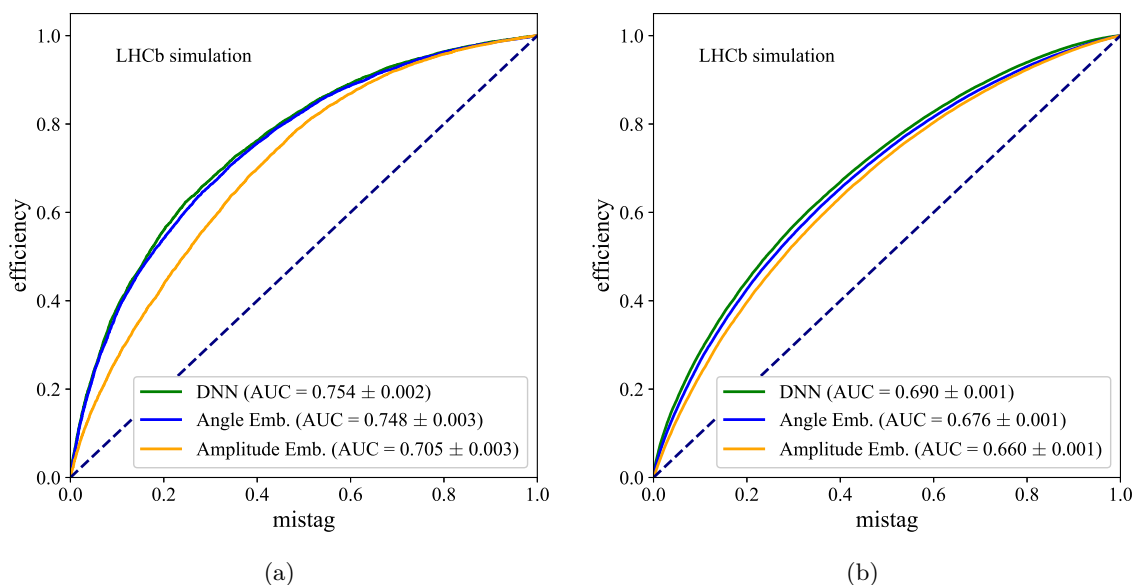 1.0
0.8
0.6
0.4
0.2
0.0
efficiency
LHCb simulation
DNN (AUC = 0.754 ± 0.002)
Angle Emb. (AUC = 0.748 ± 0.003)
Amplitude Emb. (AUC = 0.705 ± 0.003)
0.0 0.2 0.4 0.6 0.8 1.0
mistag
(a)
1.0
0.8
0.6
0.4
0.2
0.0
efficiency
LHCb simulation
DNN (AUC = 0.690 ± 0.001)
Angle Emb. (AUC = 0.676 ± 0.001)
Amplitude Emb. (AUC = 0.660 ± 0.001)
0.0 0.2 0.4 0.6 0.8 1.0
mistag
(b)